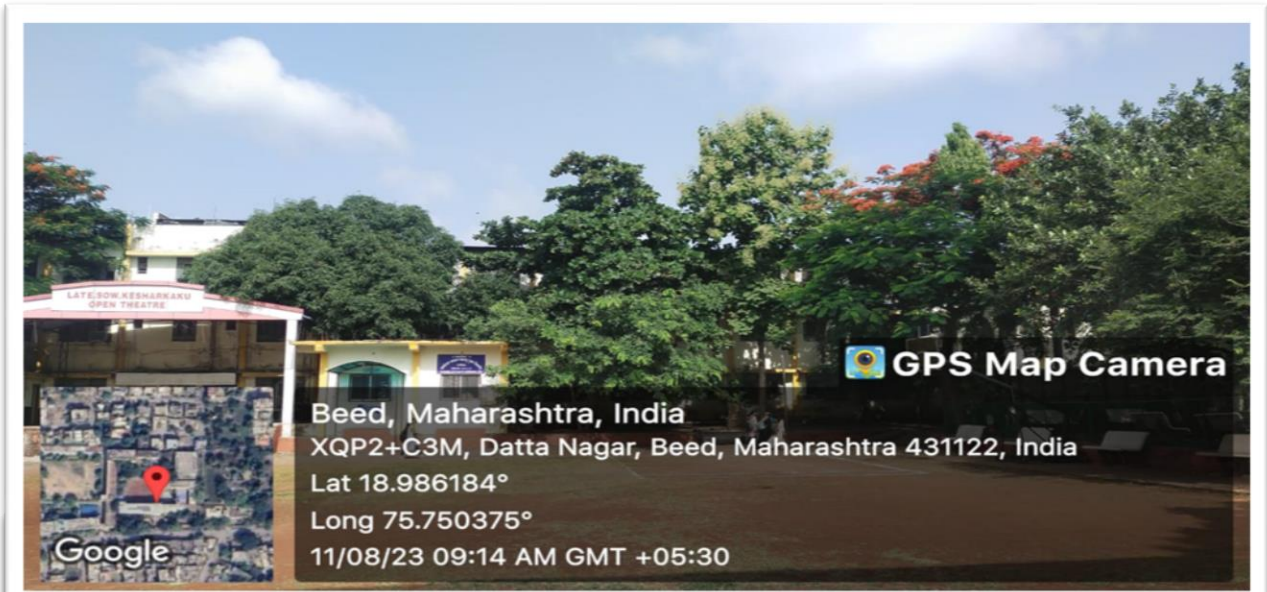 LATE.SOW.KESHARKAKU
OPEN THEATRE
GPS Map Camera
Beed, Maharashtra, India
XQP2+C3M, Datta Nagar, Beed, Maharashtra 431122, India
Lat 18.986184°
Long 75.750375°
11/08/23 09:14 AM GMT +05:30
Google